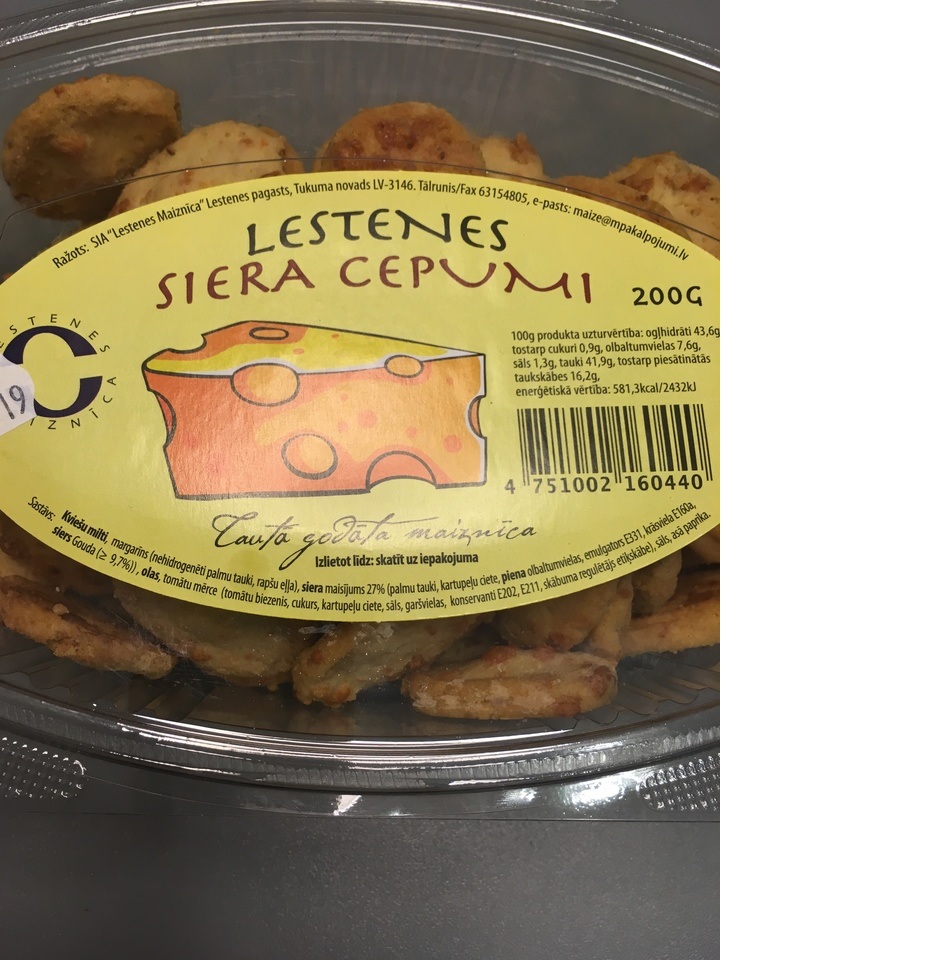 Ražots: SIA "Lestenes Maiznīca" Lestenes pagasts, Tukuma novads LV-3146. Tālrunis/Fax 63154805, e-pasts: maize@mpakalpojumi.lv
LESTENES
SIERA CEPUMI
200G
100g produkta uzturvērtība: ogļhidrāti 43,6g
tostarp cukuri 0,9g, olbaltumvielas 7,6g,
sāls 1,3g, tauki 41,9g, tostarp piesātinātās
taukskābes 16,2g,
enerģētiskā vērtība: 581,3kcal/2432kJ
ESTENES
IZNĪCA
19
4 751002 160440
Tautā godāta maiznīca
Izlietot līdz: skatīt uz iepakojuma
Sastāvs: Kviešu milti, margarīns (nehidrogenēti palmu tauki, rapšu eļļa), siera maisījums 27% (palmu tauki, kartupeļu ciete, piena olbaltumvielas, emulgators E331, krāsviela E160a,
siers Gouda (≥ 9,7%)), olas, tomātu mērce (tomātu biezenis, cukurs, kartupeļu ciete, sāls, garšvielas, konservanti E202, E211, skābuma regulētājs etiķskābe), sāls, asā paprika.